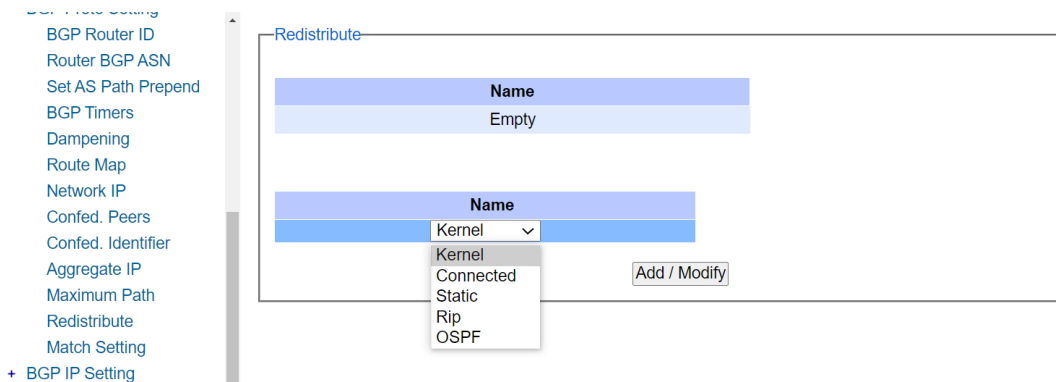 BGP Router ID
Router BGP ASN
Set AS Path Prepend
BGP Timers
Dampening
Route Map
Network IP
Confed. Peers
Confed. Identifier
Aggregate IP
Maximum Path
Redistribute
Match Setting
+ BGP IP Setting
Redistribute
Name
Empty
Name
Kernel
Kernel
Connected
Static
Rip
OSPF
Add / Modify